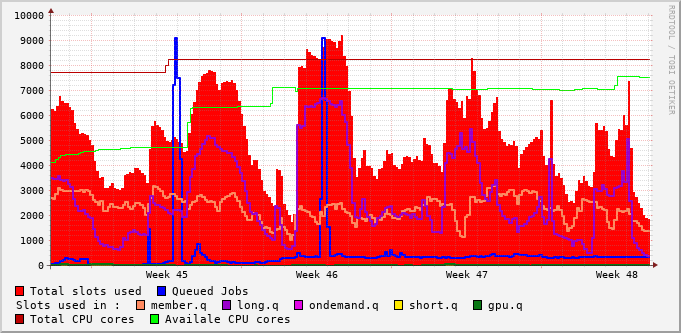 RRDTOOL / TOBI OETIKER
10000
9000
8000
7000
6000
5000
4000
3000
2000
1000
0
Week 45 Week 46 Week 47 Week 48
Total slots used Queued Jobs
Slots used in : member.q long.q ondemand.q short.q gpu.q
Total CPU cores Availale CPU cores